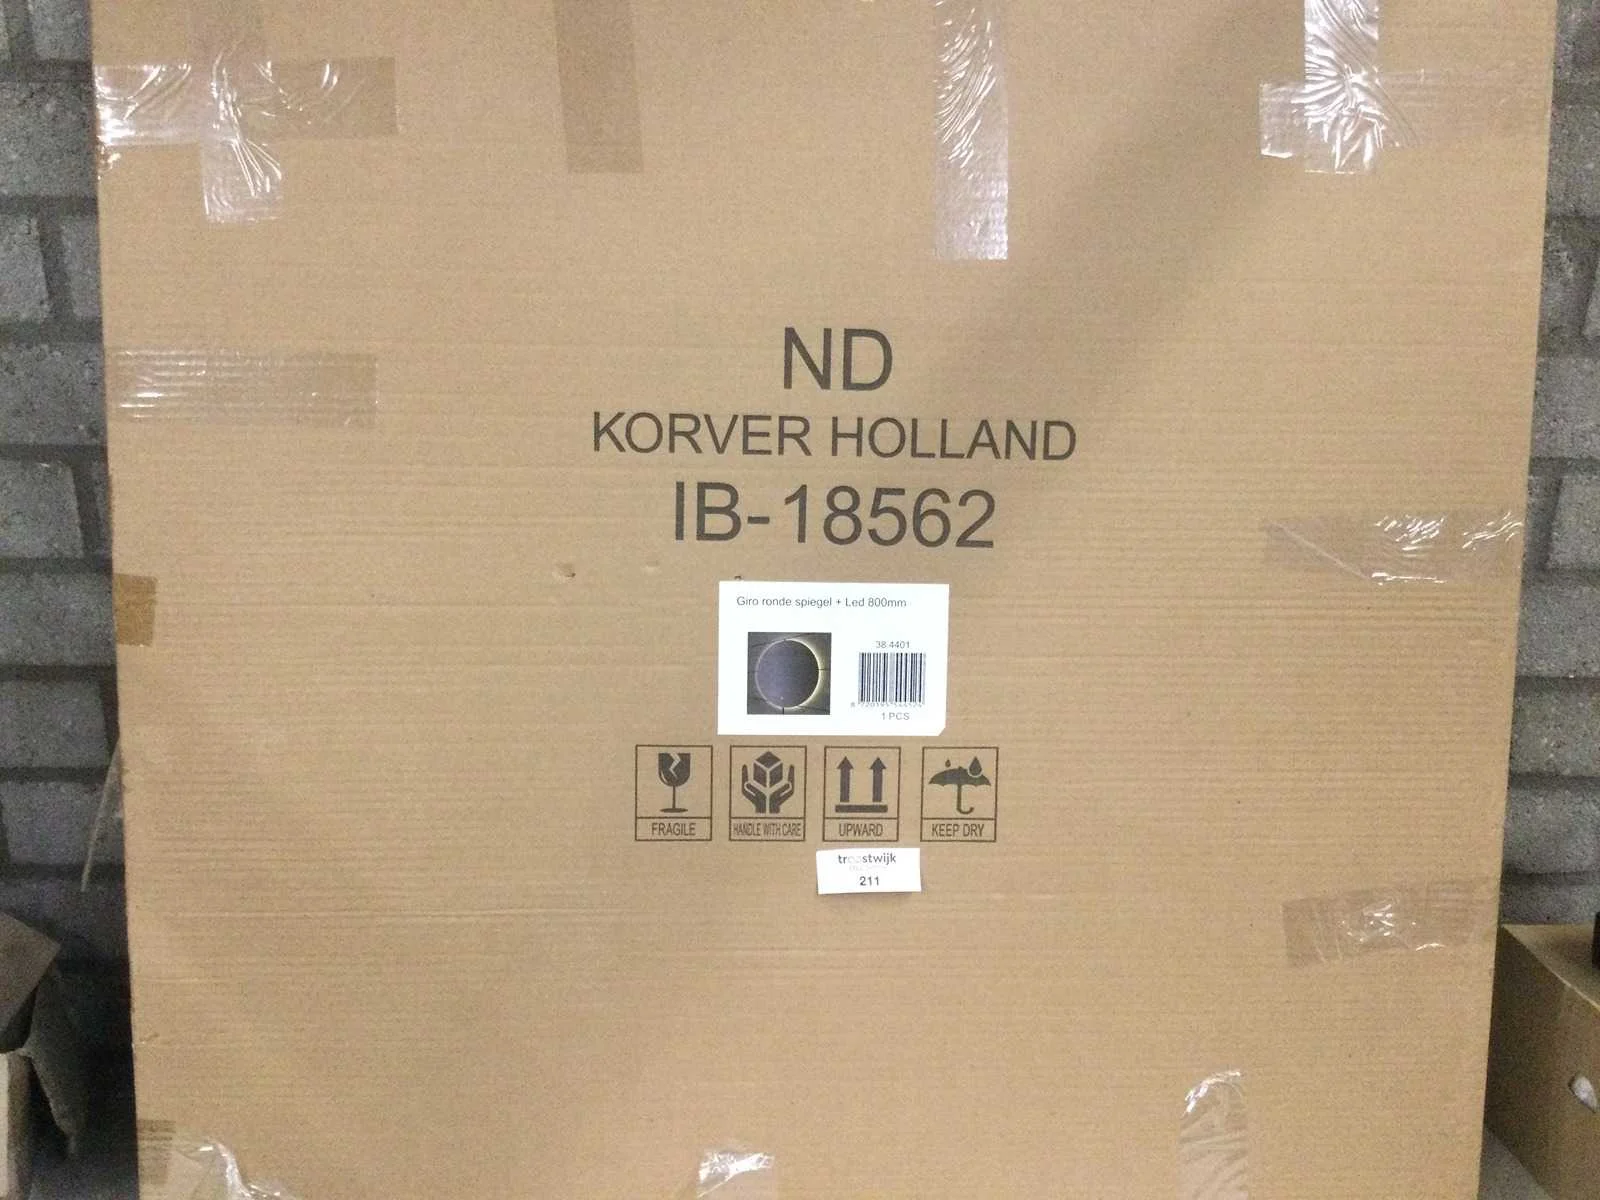 ND
KORVER HOLLAND
IB-18562
Giro ronde spiegel + Led 800mm
38.4401
1 PCS
FRAGILE
HANDLE WITH CARE
UPWARD
KEEP DRY
troostwijk
211